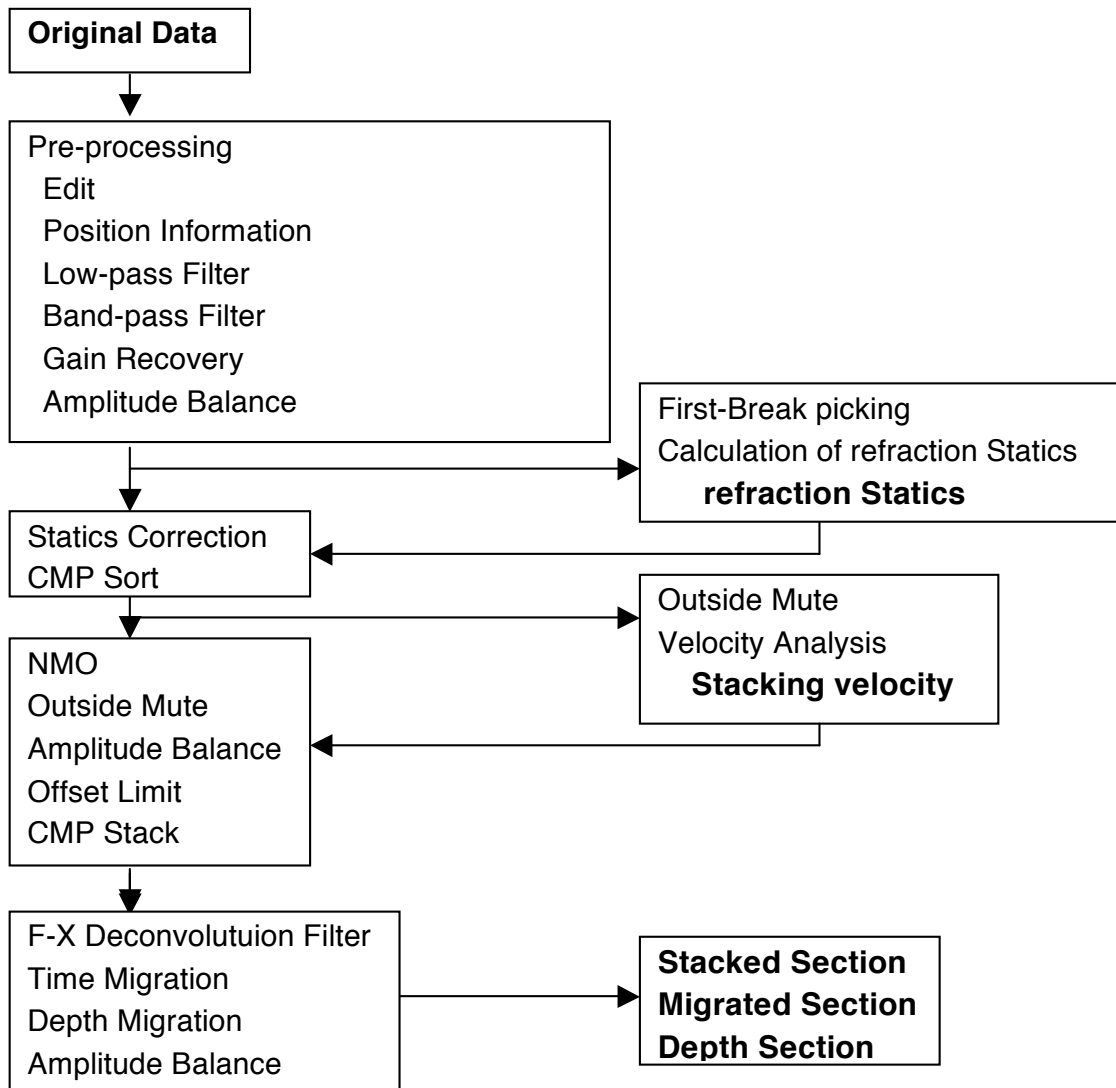 Original Data
Pre-processing
Edit
Position Information
Low-pass Filter
Band-pass Filter
Gain Recovery
Amplitude Balance
First-Break picking
Calculation of refraction Statics
refraction Statics
Statics Correction
CMP Sort
Outside Mute
Velocity Analysis
Stacking velocity
NMO
Outside Mute
Amplitude Balance
Offset Limit
CMP Stack
F-X Deconvolutuion Filter
Time Migration
Depth Migration
Amplitude Balance
Stacked Section
Migrated Section
Depth Section